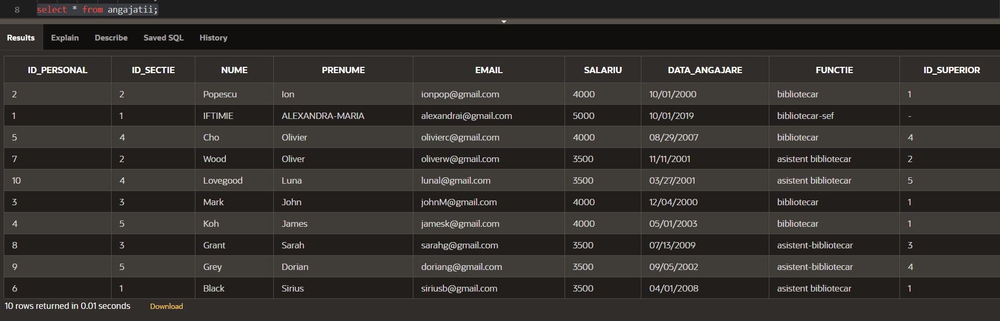 8 select * from angajatii;
Results Explain Describe Saved SQL History
ID_PERSONAL ID_SECTIE NUME PRENUME EMAIL SALARIU DATA_ANGAJARE FUNCTIE ID_SUPERIOR
2 2 Popescu Ion ionpop@gmail.com 4000 10/01/2000 bibliotecar 1
1 1 IFTIMIE ALEXANDRA-MARIA alexandrai@gmail.com 5000 10/01/2019 bibliotecar-sef -
5 4 Cho Olivier olivierc@gmail.com 4000 08/29/2007 bibliotecar 4
7 2 Wood Oliver oliverw@gmail.com 3500 11/11/2001 asistent bibliotecar 2
10 4 Lovegood Luna lunal@gmail.com 3500 03/27/2001 asistent bibliotecar 5
3 3 Mark John johnM@gmail.com 4000 12/04/2000 bibliotecar 1
4 5 Koh James jamesk@gmail.com 4000 05/01/2003 bibliotecar 1
8 3 Grant Sarah sarahg@gmail.com 3500 07/13/2009 asistent-bibliotecar 3
9 5 Grey Dorian doriang@gmail.com 3500 09/05/2002 asistent-bibliotecar 4
6 1 Black Sirius siriusb@gmail.com 3500 04/01/2008 asistent bibliotecar 1
10 rows returned in 0.01 seconds Download